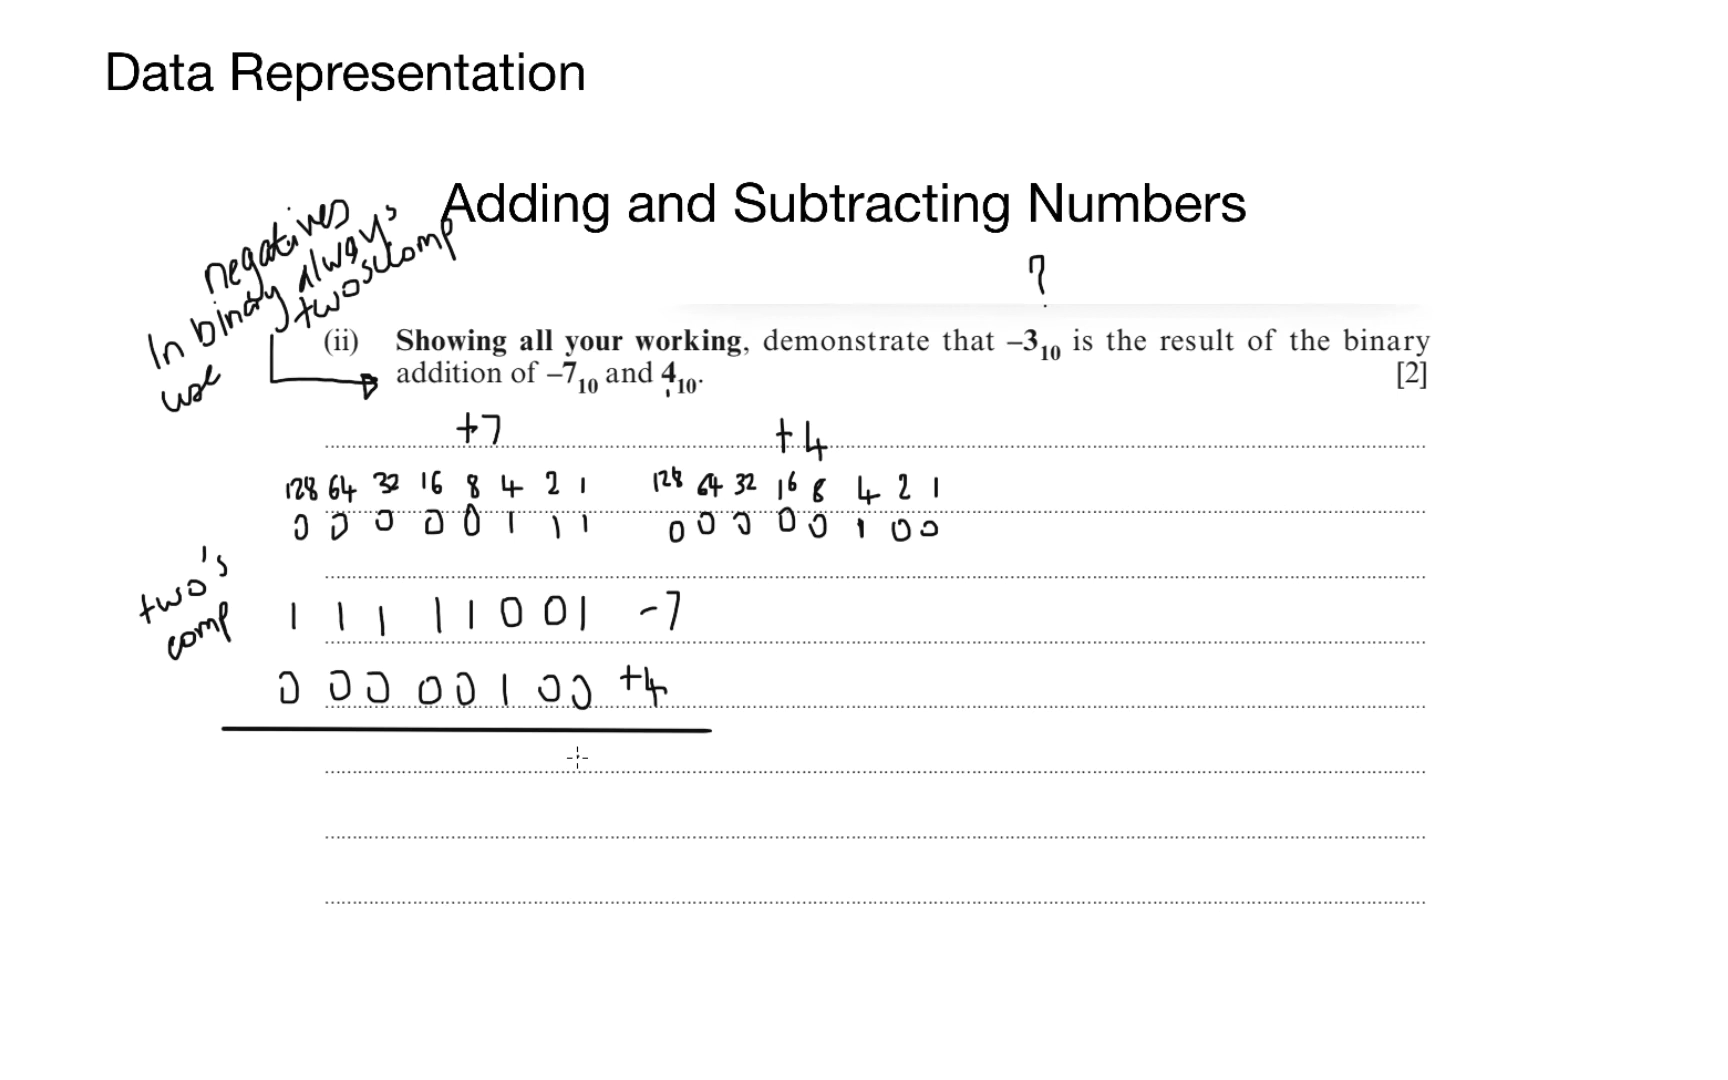 Data Representation
Adding and Subtracting Numbers
negatives
In binary always
use twoscomp
?
(ii) Showing all your working, demonstrate that −3₁₀ is the result of the binary
addition of −7₁₀ and 4₁₀. [2]
+7 +4
128 64 32 16 8 4 2 1 128 64 32 16 8 4 2 1
0 0 0 0 0 1 1 1 0 0 0 0 0 1 0 0
two's
comp
1 1 1 1 1 0 0 1 -7
0 0 0 0 0 1 0 0 +4